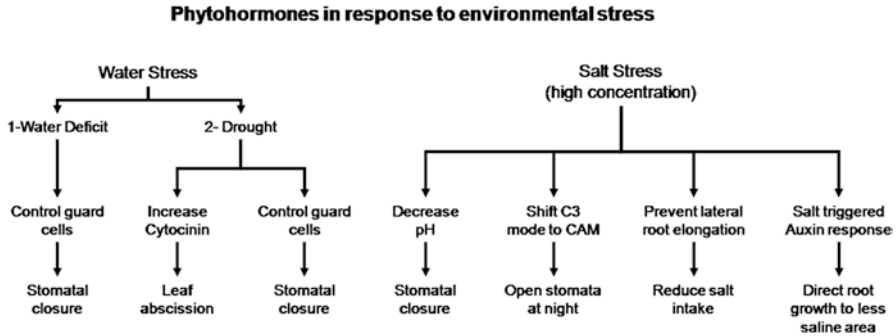 Phytohormones in response to environmental stress
Water Stress
Salt Stress
(high concentration)
1-Water Deficit
2- Drought
Control guard
cells
Increase
Cytocinin
Control guard
cells
Decrease
pH
Shift C3
mode to CAM
Prevent lateral
root elongation
Salt triggered
Auxin response
Stomatal
closure
Leaf
abscission
Stomatal
closure
Stomatal
closure
Open stomata
at night
Reduce salt
intake
Direct root
growth to less
saline area